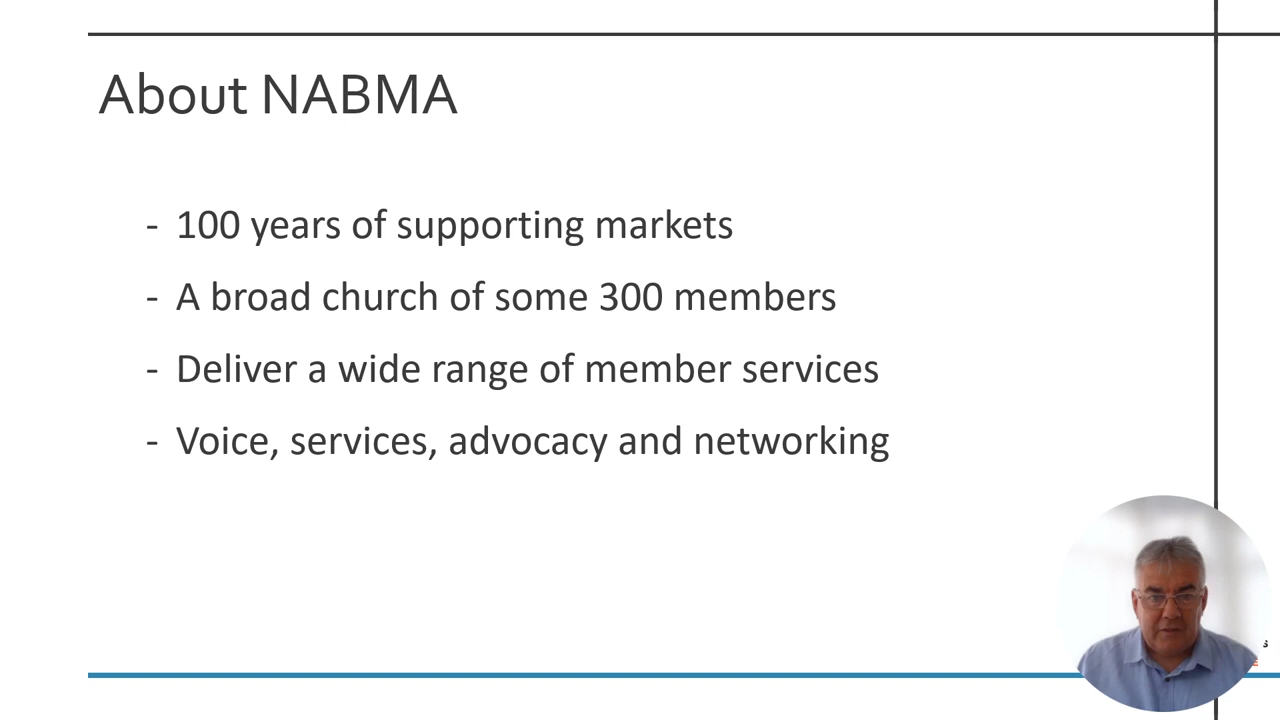 About NABMA
- 100 years of supporting markets
- A broad church of some 300 members
- Deliver a wide range of member services
- Voice, services, advocacy and networking